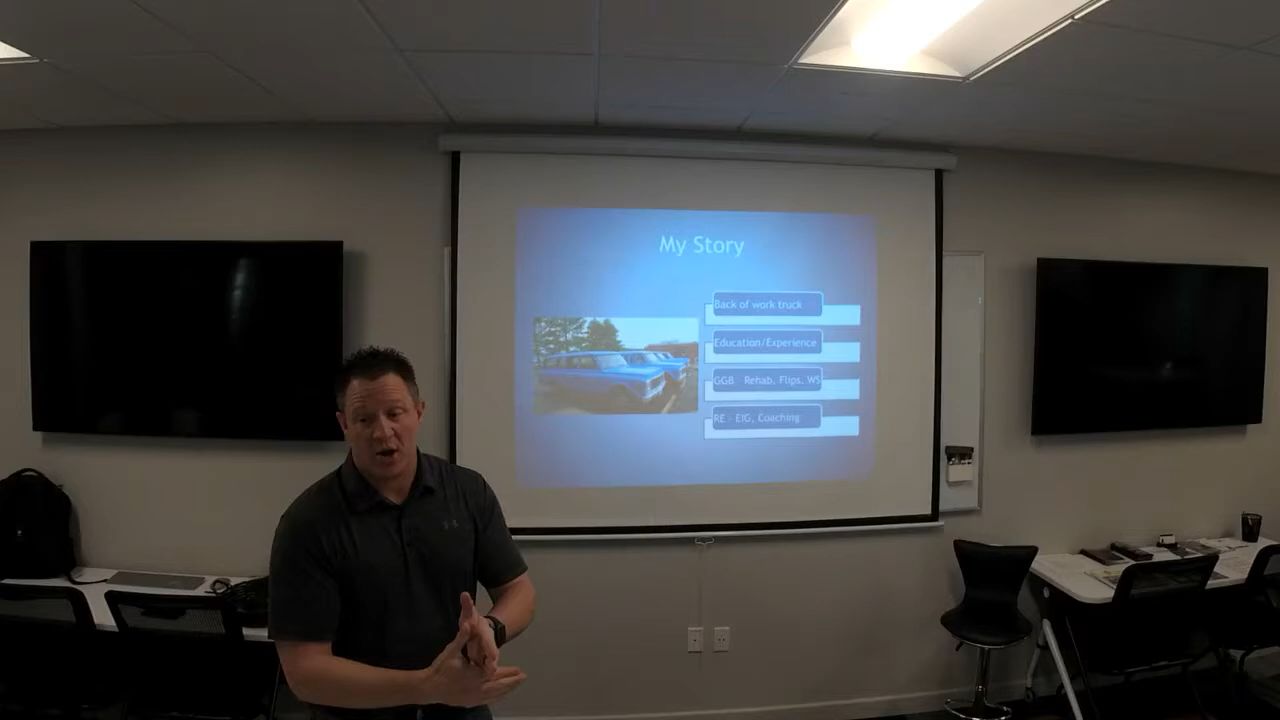 My Story
Back of work truck
Education/Experience
GGB - Rehab, Flips, WS
RE - EIG, Coaching